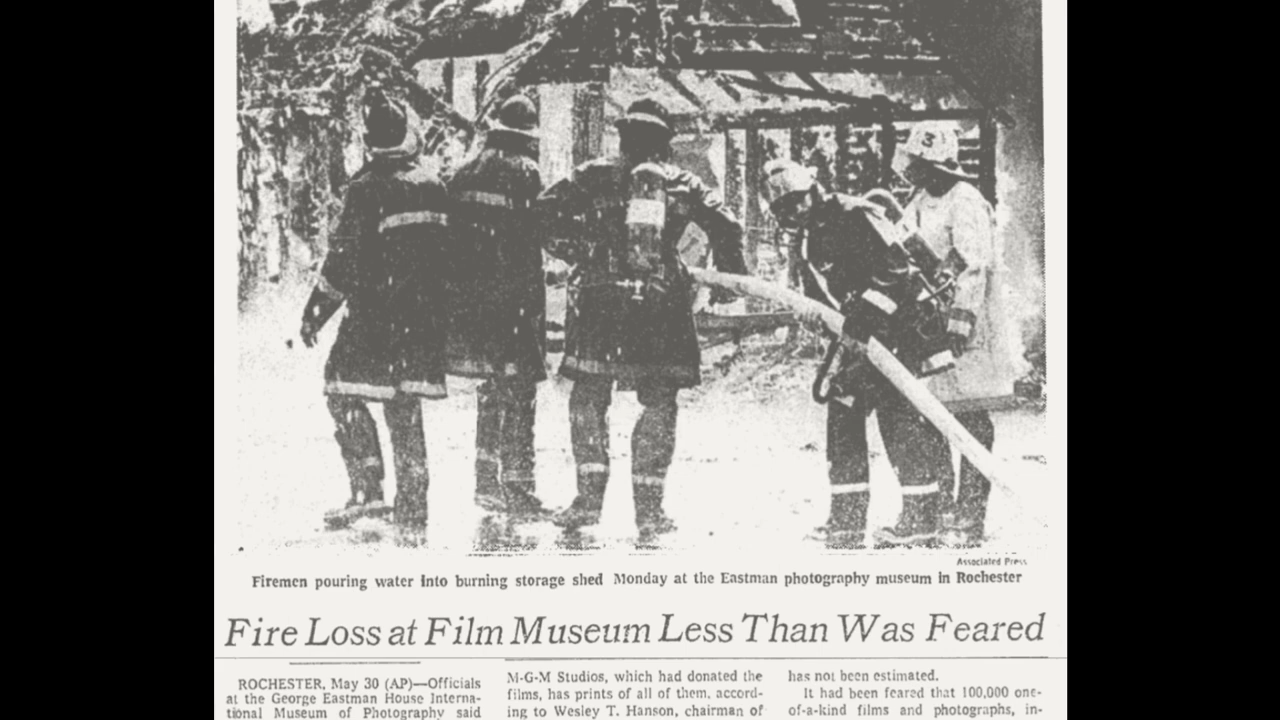 3
Associated Press
Firemen pouring water into burning storage shed Monday at the Eastman photography museum in Rochester
Fire Loss at Film Museum Less Than Was Feared
ROCHESTER, May 30 (AP)—Officials
at the George Eastman House Interna-
tional Museum of Photography said
M-G-M Studios, which had donated the
films, has prints of all of them, accord-
ing to Wesley T. Hanson, chairman of
has not been estimated.
It had been feared that 100,000 one-
of-a-kind films and photographs, in-